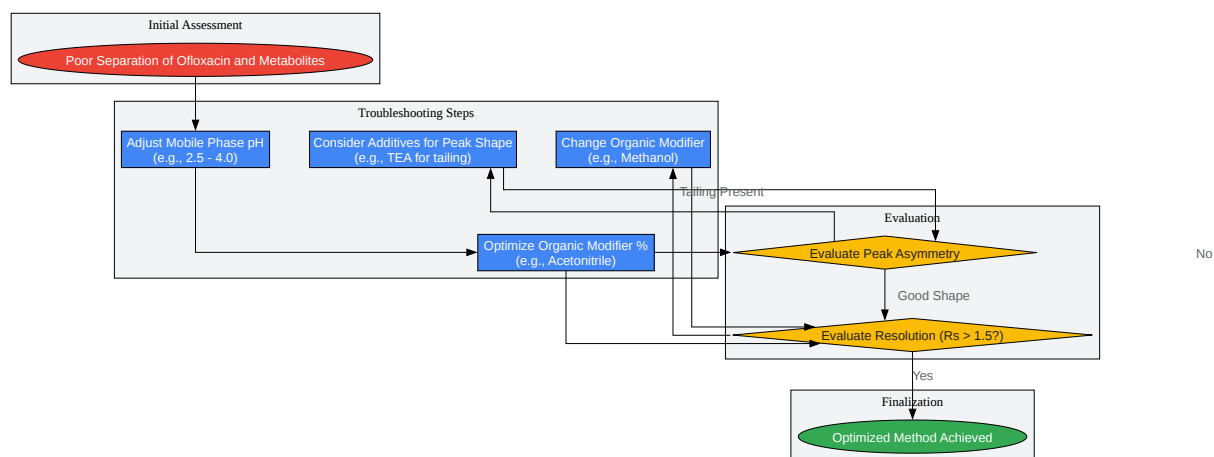 Initial Assessment
Poor Separation of Ofloxacin and Metabolites
Troubleshooting Steps
Adjust Mobile Phase pH
(e.g., 2.5 - 4.0)
Consider Additives for Peak Shape
(e.g., TEA for tailing)
Change Organic Modifier
(e.g., Methanol)
Tailing Present
Evaluation
Optimize Organic Modifier %
(e.g., Acetonitrile)
Evaluate Peak Asymmetry
No
Good Shape
Evaluate Resolution (Rs > 1.5?)
Yes
Finalization
Optimized Method Achieved